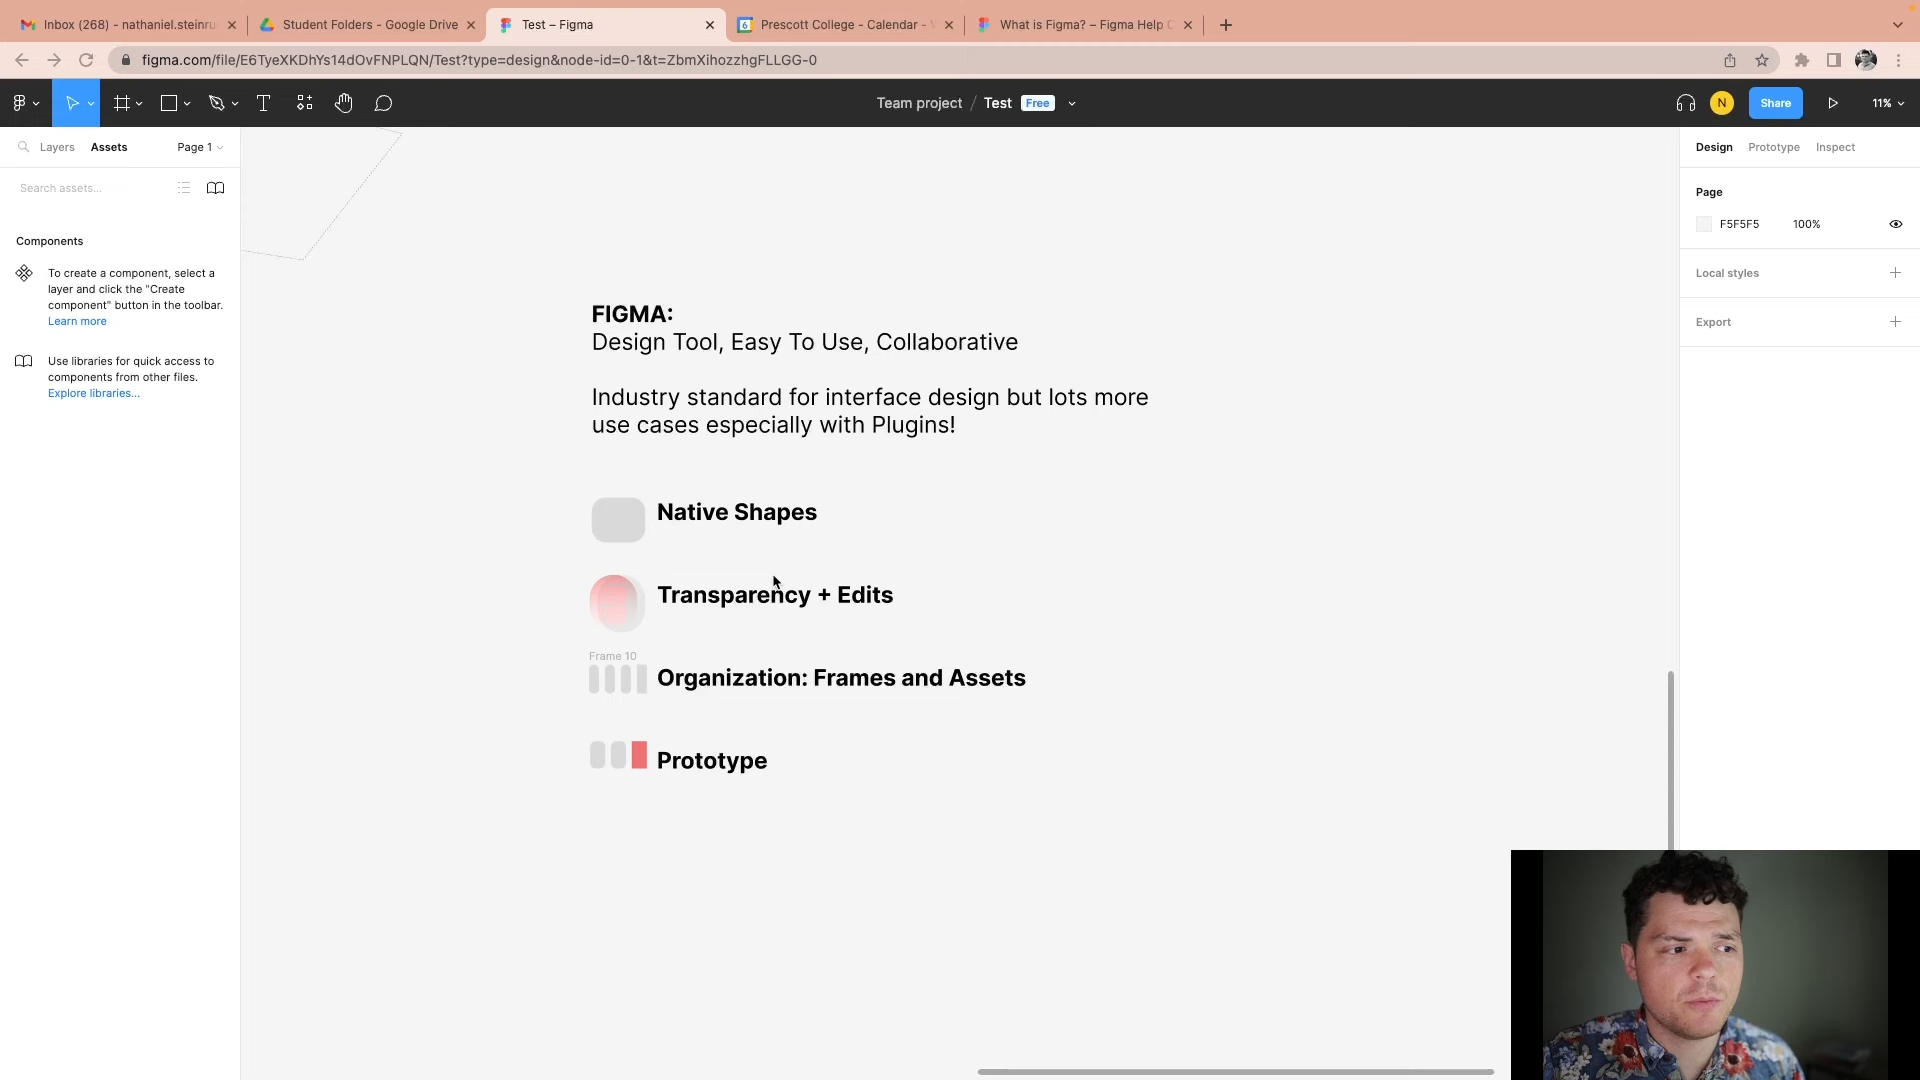 Inbox (268) - nathaniel.steinru
Student Folders - Google Drive
Test – Figma
Prescott College - Calendar -
What is Figma? – Figma Help C
figma.com/file/E6TyeXKDhYs14dOvFNPLQN/Test?type=design&node-id=0-1&t=ZbmXihozzhgFLLGG-0
Team project / Test Free
N
Share
11%
Layers
Assets
Page 1
Design
Prototype
Inspect
Search assets...
Page
F5F5F5
100%
Components
To create a component, select a
layer and click the "Create
component" button in the toolbar.
Learn more
Local styles
Export
Use libraries for quick access to
components from other files.
Explore libraries...
FIGMA:
Design Tool, Easy To Use, Collaborative
Industry standard for interface design but lots more
use cases especially with Plugins!
Native Shapes
Transparency + Edits
Frame 10
Organization: Frames and Assets
Prototype